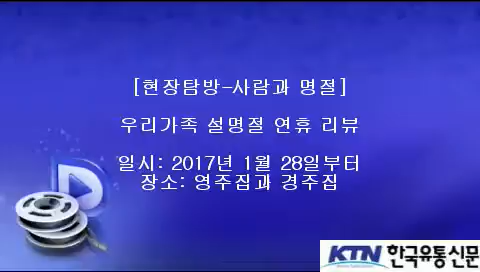 [현장탐방-사람과 명절]
우리가족 설명절 연휴 리뷰
일시: 2017년 1월 28일부터
장소: 영주집과 경주집
KTN 한국유통신문